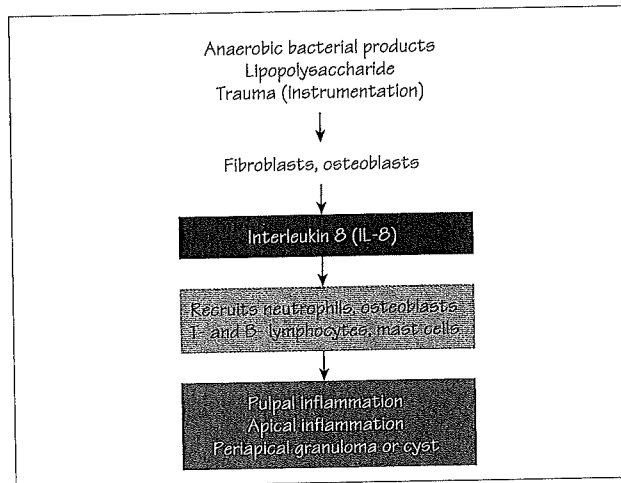 Anaerobic bacterial products
Lipopolysaccharide
Trauma (instrumentation)
Fibroblasts, osteoblasts
Interleukin 8 (IL-8)
Recruits neutrophils, osteoblasts
T- and B- lymphocytes, mast cells
Pulpal inflammation
Apical inflammation
Periapical granuloma or cyst